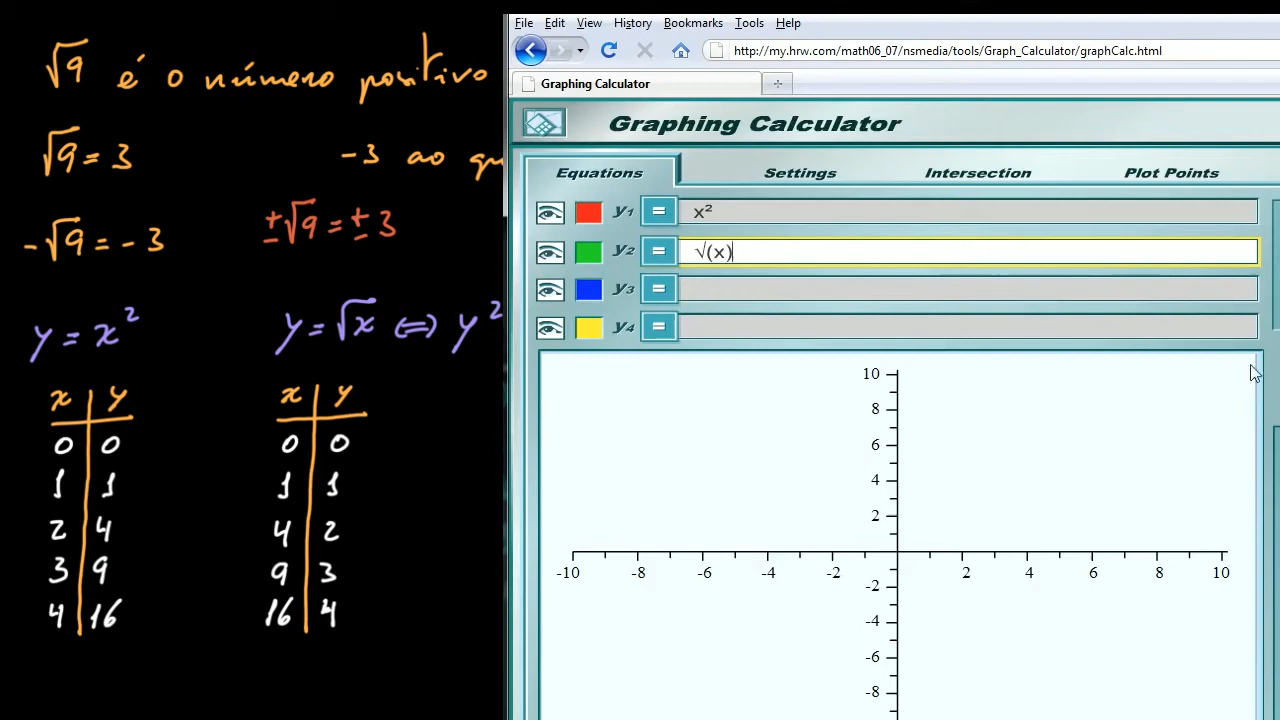 √9 é o número positivo
√9 = 3
-3 ao qu
-√9 = -3
±√9 = ±3
y = x²
y = √x ⇔ y²
x | y
0 | 0
1 | 1
2 | 4
3 | 9
4 | 16
x | y
0 | 0
1 | 1
4 | 2
9 | 3
16 | 4
File Edit View History Bookmarks Tools Help
http://my.hrw.com/math06_07/nsmedia/tools/Graph_Calculator/graphCalc.html
Graphing Calculator
Graphing Calculator
Equations Settings Intersection Plot Points
y1 = x²
y2 = √(x)
y3 =
y4 =
10
8
6
4
2
-10 -8 -6 -4 -2 2 4 6 8 10
-2
-4
-6
-8